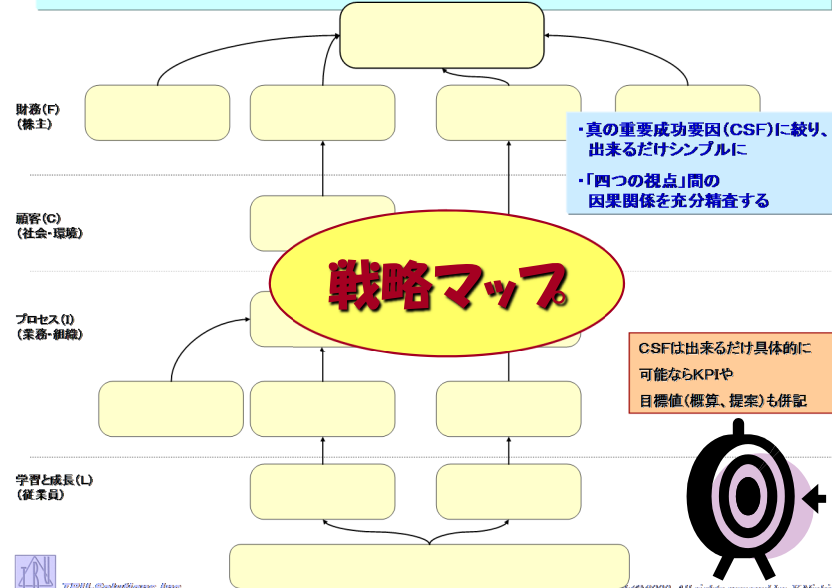 財務(F)
(株主)
・真の重要成功要因(CSF)に絞り、
出来るだけシンプルに
・「四つの視点」間の
因果関係を充分精査する
顧客(C)
(社会・環境)
戦略マップ
プロセス(I)
(業務・組織)
CSFは出来るだけ具体的に
可能ならKPIや
目標値(概算、提案)も併記
学習と成長(L)
(従業員)